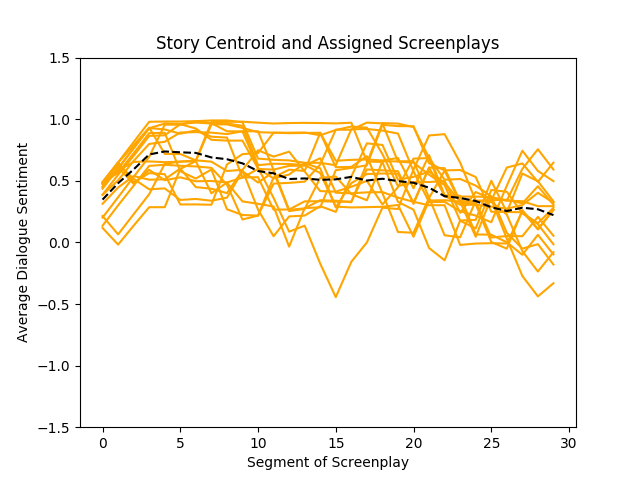 Story Centroid and Assigned Screenplays
1.5
1.0
0.5
0.0
−0.5
−1.0
−1.5
Average Dialogue Sentiment
0 5 10 15 20 25 30
Segment of Screenplay